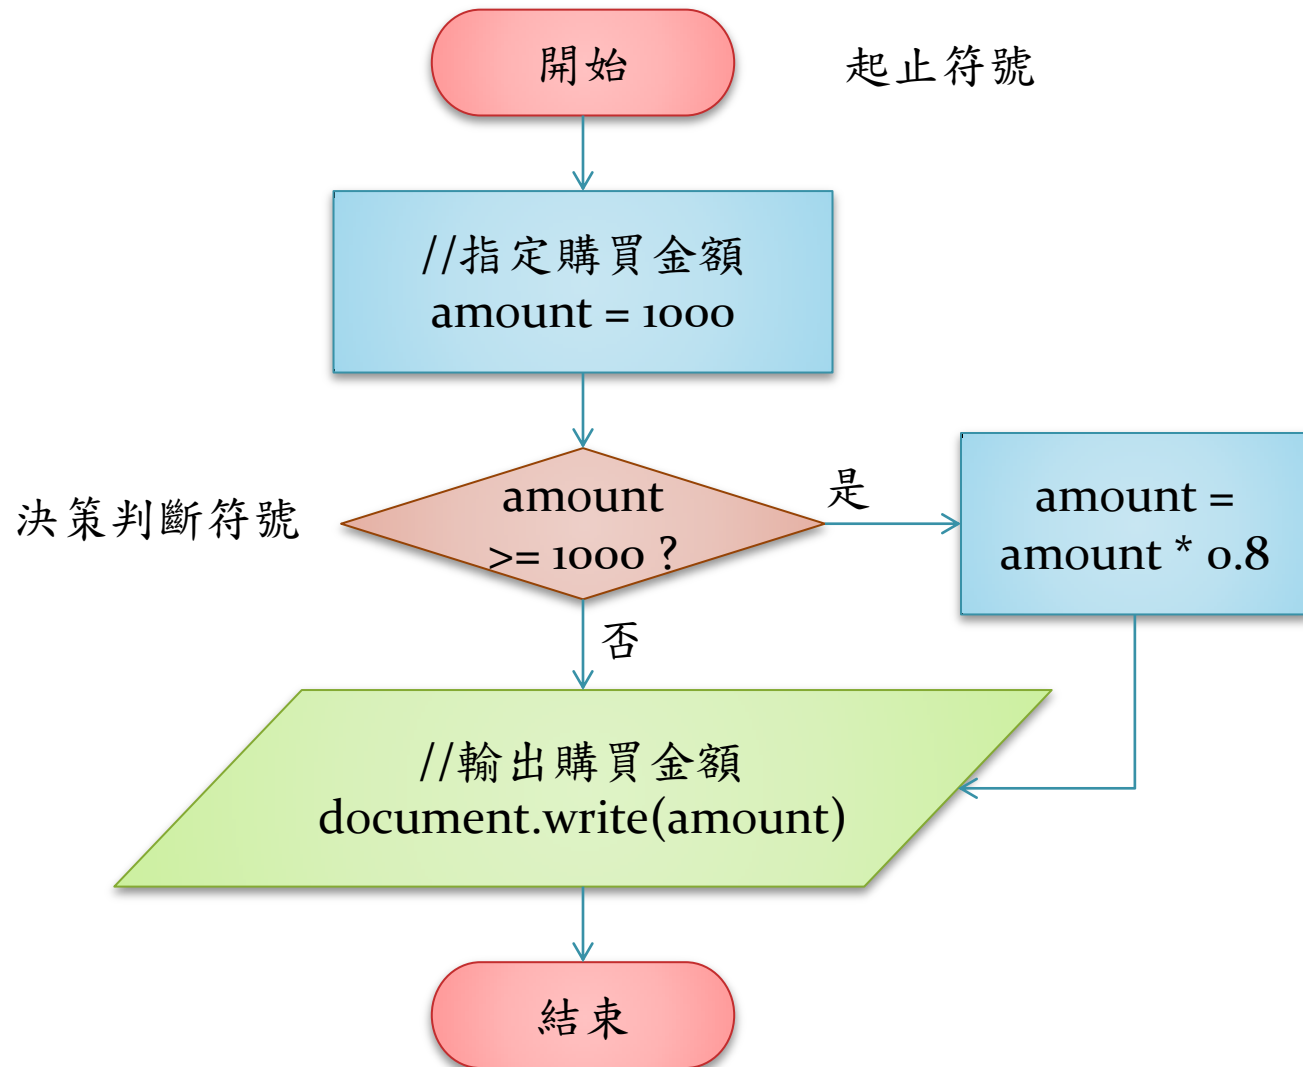 開始
起止符號
//指定購買金額
amount = 1000
決策判斷符號
amount
>= 1000 ?
是
amount =
amount * 0.8
否
//輸出購買金額
document.write(amount)
結束